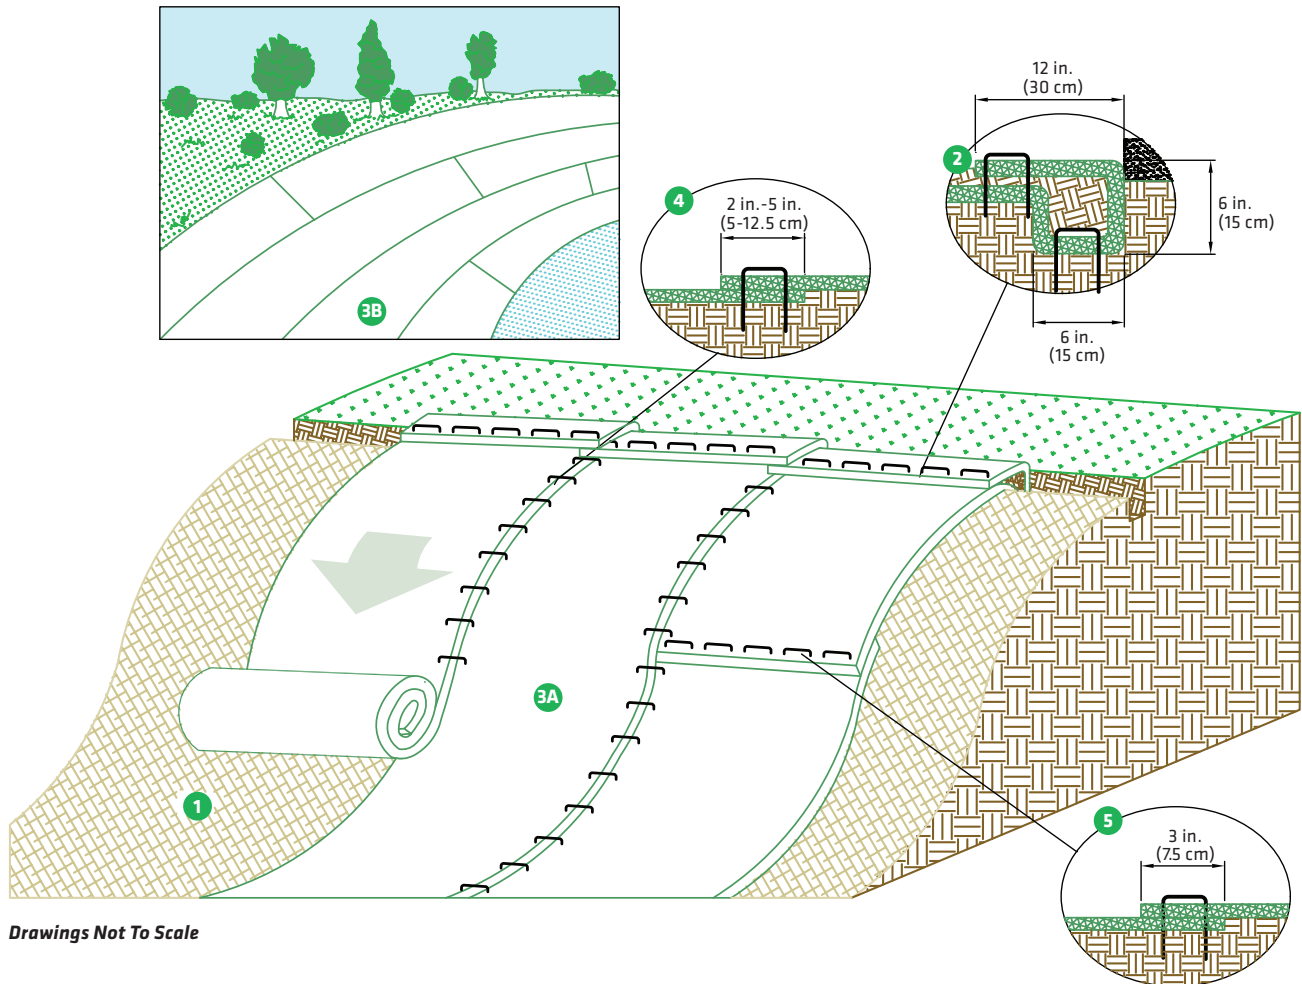 12 in.
(30 cm)
2
6 in.
(15 cm)
6 in.
(15 cm)
4
2 in.-5 in.
(5-12.5 cm)
3B
3A
1
5
3 in.
(7.5 cm)
Drawings Not To Scale